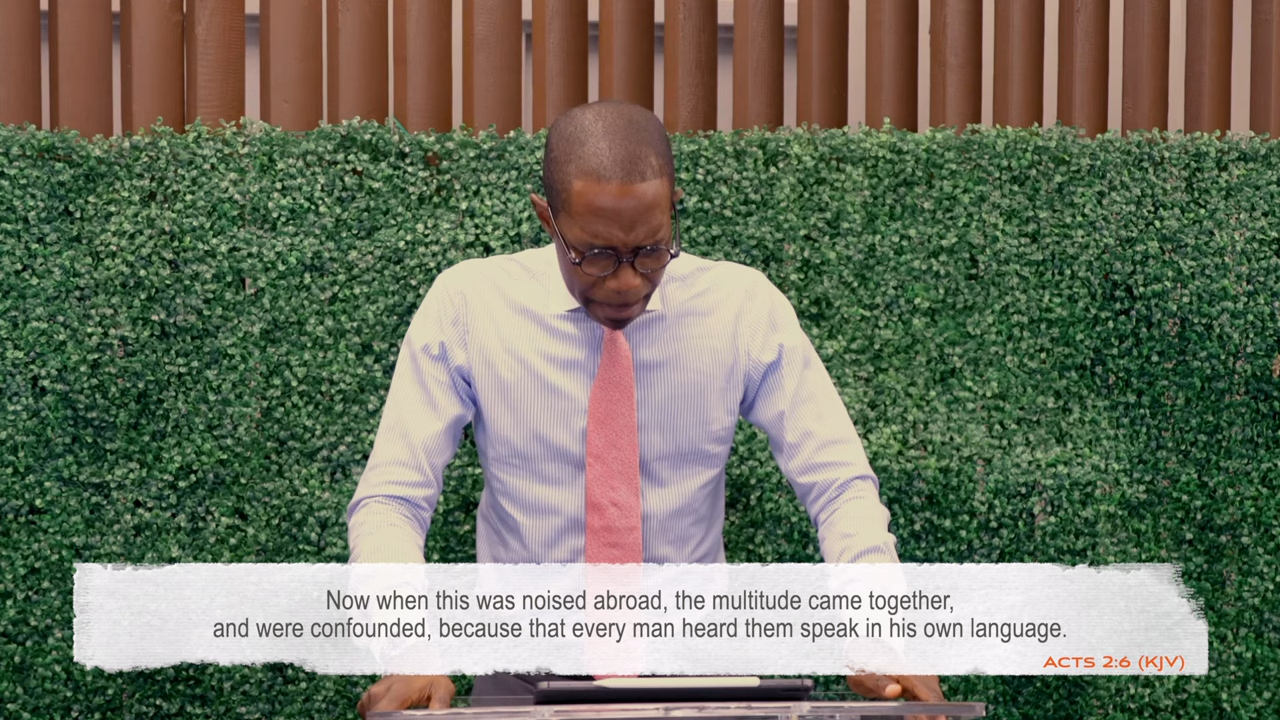 Now when this was noised abroad, the multitude came together,
and were confounded, because that every man heard them speak in his own language.
ACTS 2:6 (KJV)